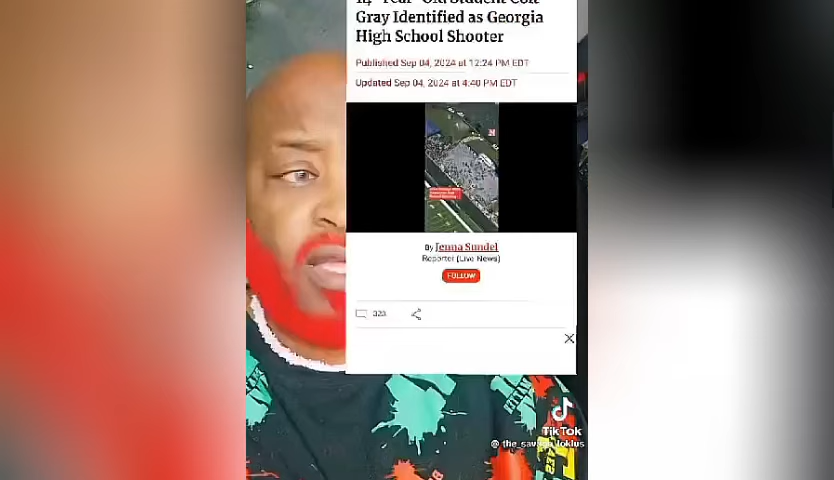 Gray Identified as Georgia
High School Shooter
Published Sep 04, 2024 at 12:24 PM EDT
Updated Sep 04, 2024 at 4:40 PM EDT
By Jenna Sundel
Reporter (Live News)
FOLLOW
323
TikTok